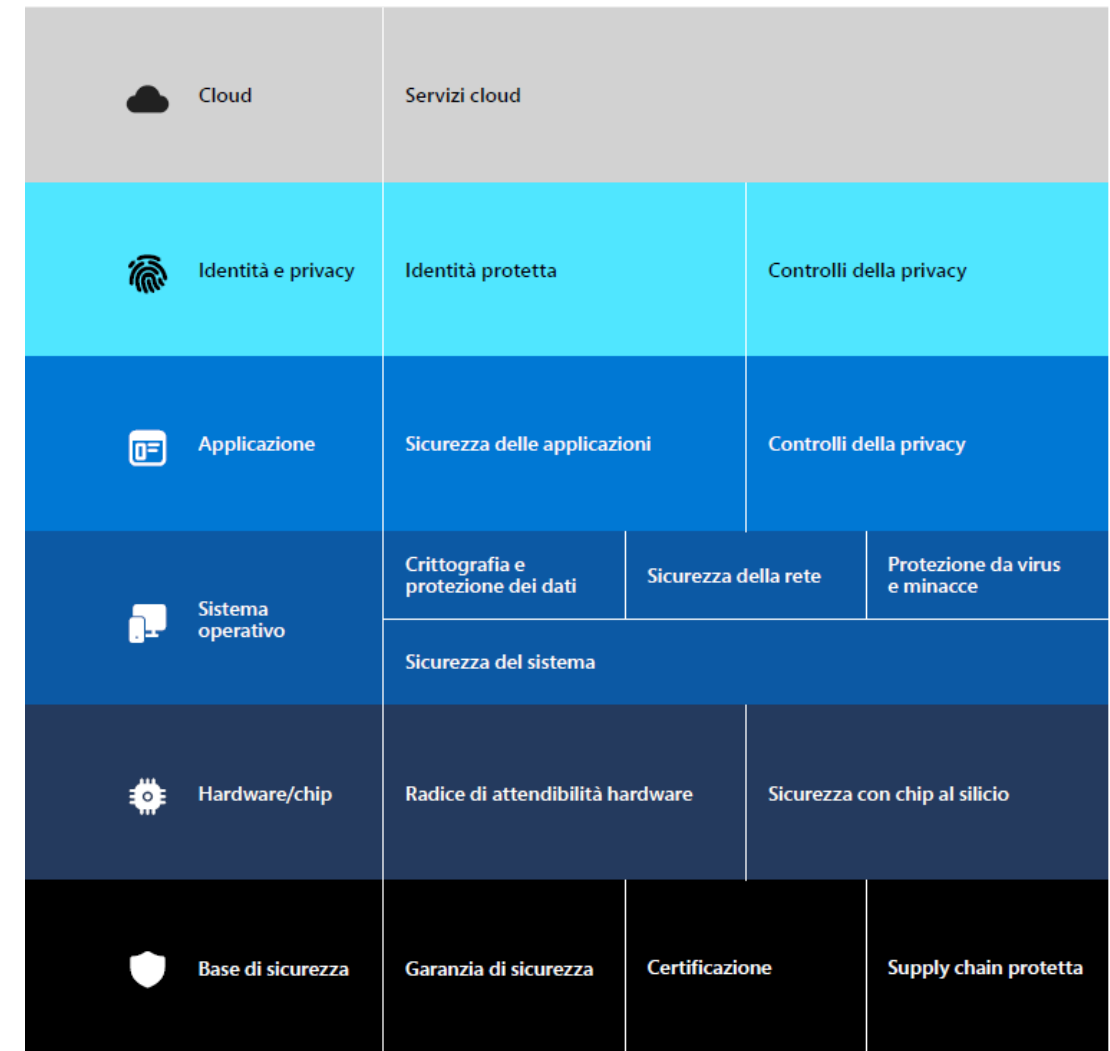 Cloud
Servizi cloud
Identità e privacy
Identità protetta
Controlli della privacy
Applicazione
Sicurezza delle applicazioni
Controlli della privacy
Sistema
operativo
Crittografia e
protezione dei dati
Sicurezza della rete
Protezione da virus
e minacce
Sicurezza del sistema
Hardware/chip
Radice di attendibilità hardware
Sicurezza con chip al silicio
Base di sicurezza
Garanzia di sicurezza
Certificazione
Supply chain protetta